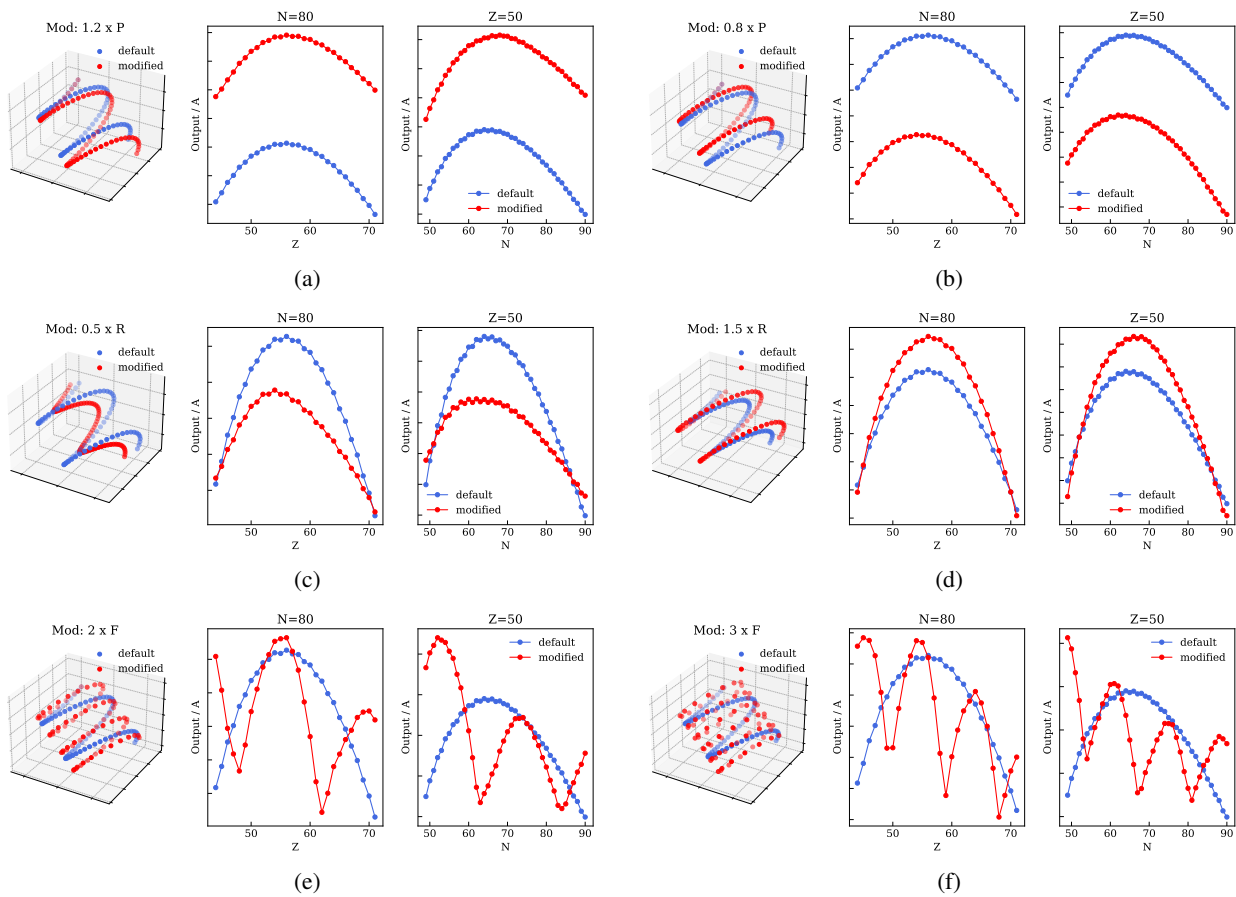 Mod: 1.2 x P
default
modified
N=80
Output / A
50
60
70
Z
Z=50
Output / A
default
modified
50
60
70
80
90
N
(a)
Mod: 0.8 x P
default
modified
N=80
Output / A
50
60
70
Z
Z=50
Output / A
default
modified
50
60
70
80
90
N
(b)
Mod: 0.5 x R
default
modified
N=80
Output / A
50
60
70
Z
Z=50
Output / A
default
modified
50
60
70
80
90
N
(c)
Mod: 1.5 x R
default
modified
N=80
Output / A
50
60
70
Z
Z=50
Output / A
default
modified
50
60
70
80
90
N
(d)
Mod: 2 x F
default
modified
N=80
Output / A
50
60
70
Z
Z=50
Output / A
default
modified
50
60
70
80
90
N
(e)
Mod: 3 x F
default
modified
N=80
Output / A
50
60
70
Z
Z=50
Output / A
default
modified
50
60
70
80
90
N
(f)